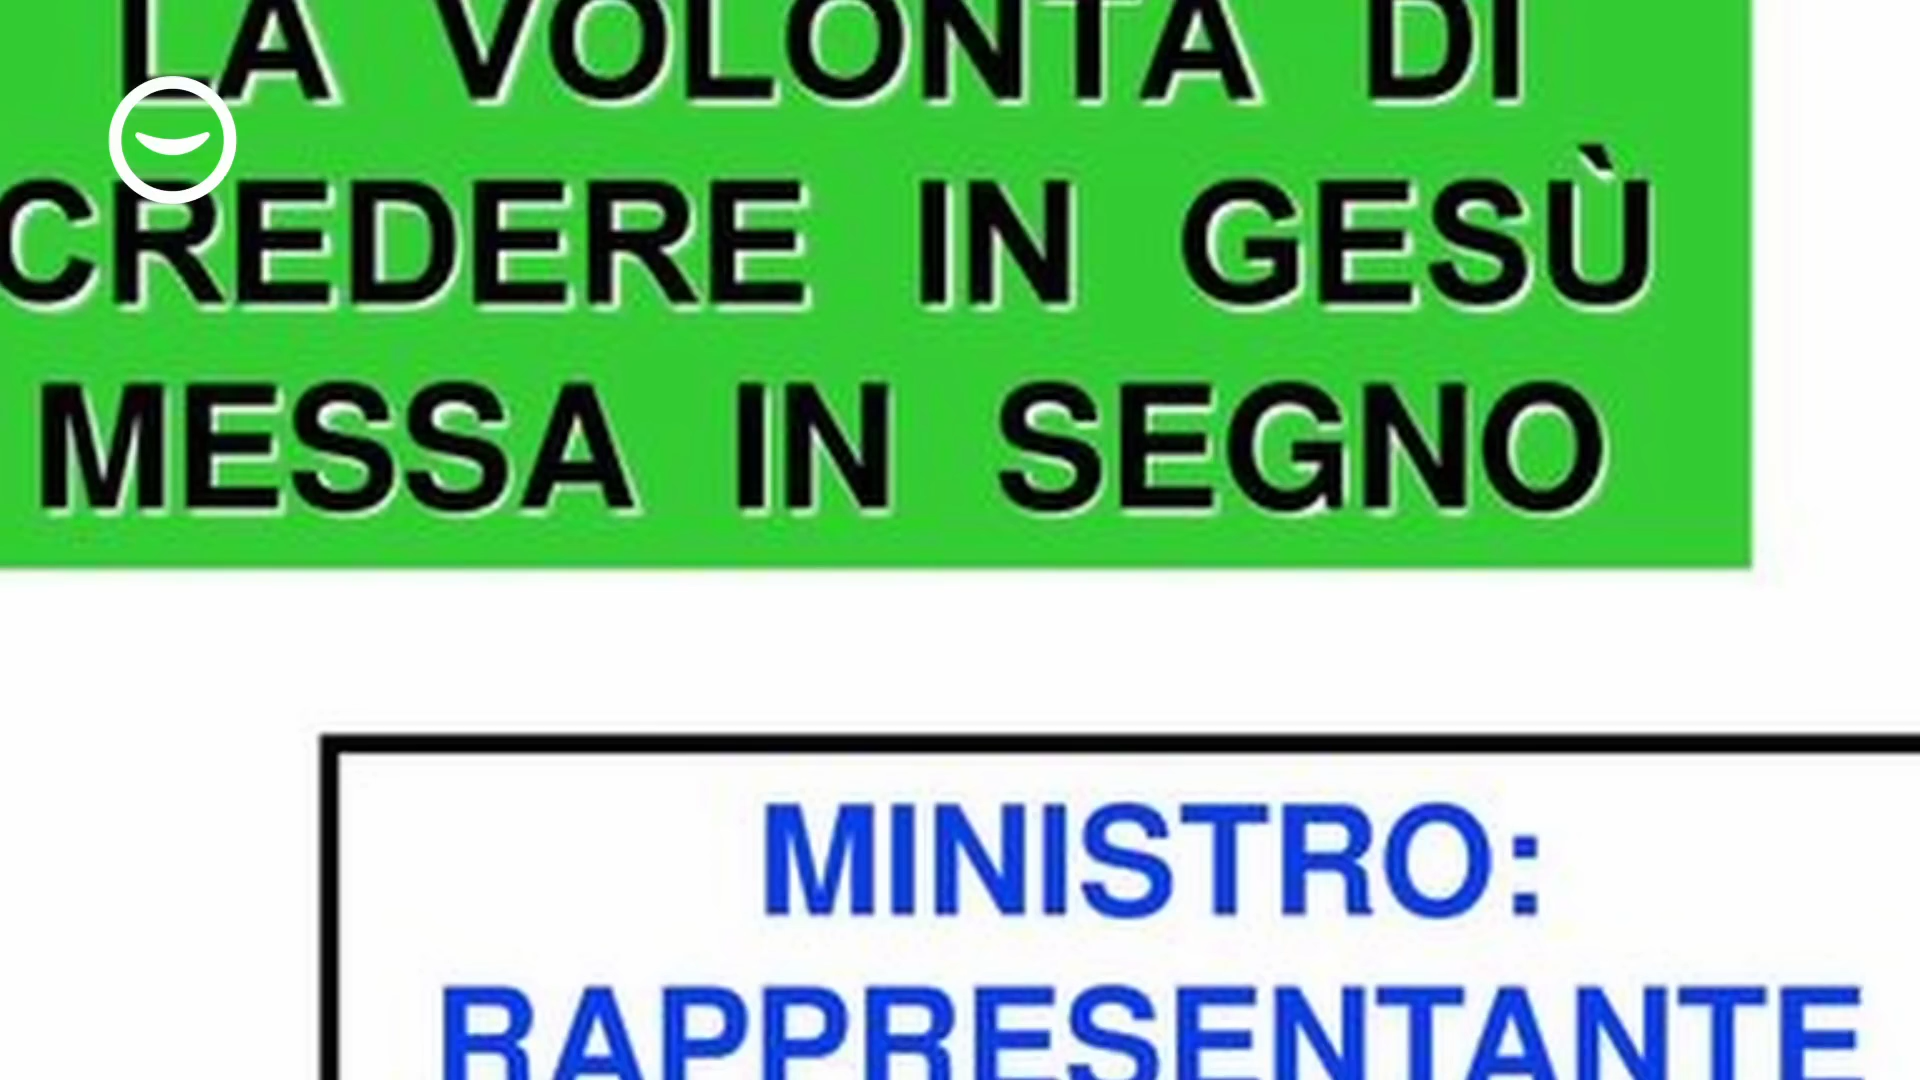 LA VOLONTÀ DI
CREDERE IN GESÙ
MESSA IN SEGNO
MINISTRO:
RAPPRESENTANTE